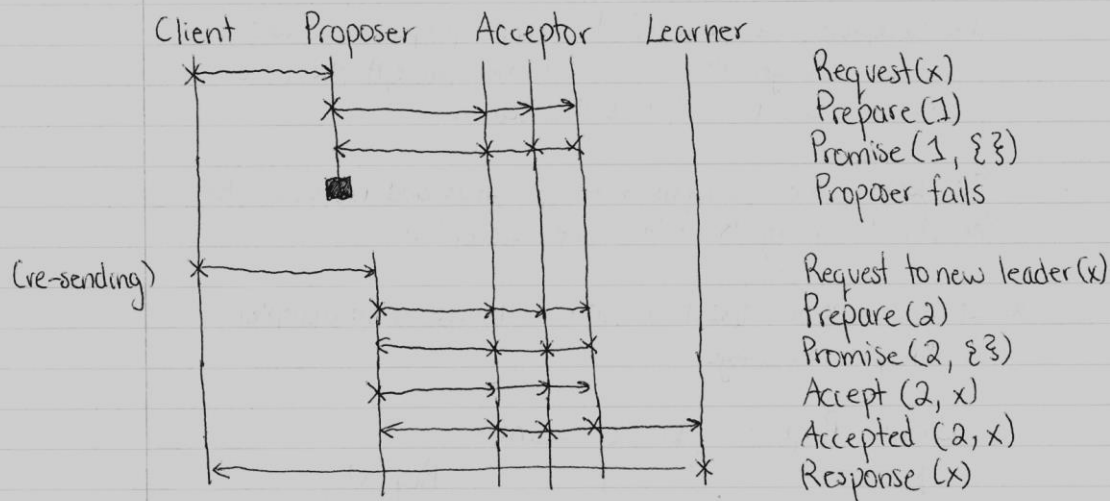 Client Proposer Acceptor Learner
Request(x)
Prepare(1)
Promise(1, {})
Proposer fails
(re-sending)
Request to new leader(x)
Prepare(2)
Promise(2, {})
Accept (2, x)
Accepted (2, x)
Response (x)